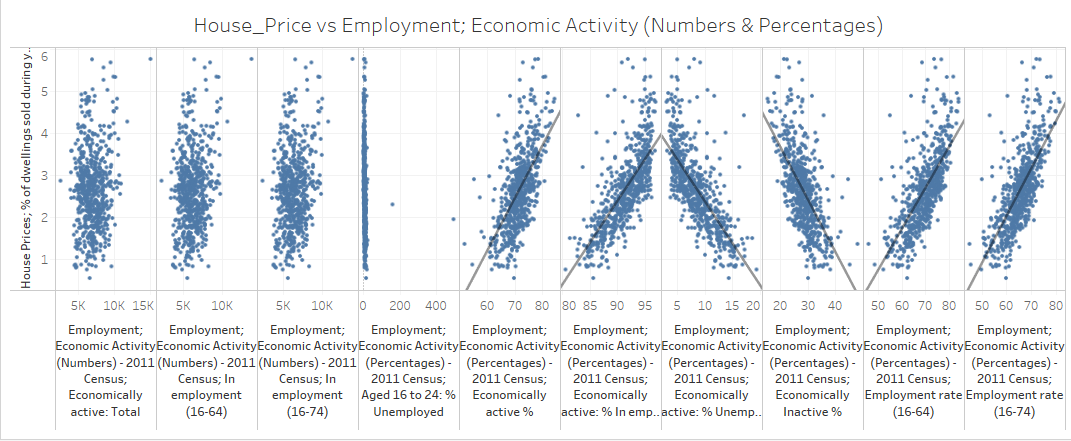 House_Price vs Employment; Economic Activity (Numbers & Percentages)
House Prices; % of dwellings sold during y..
6
5
4
3
2
1
5K 10K 15K
5K 10K
5K 10K
0 200 400
60 70 80
80 85 90 95
5 10 15 20
20 30 40
50 60 70 80
50 60 70 80
Employment;
Economic Activity
(Numbers) - 2011
Census;
Economically
active: Total
Employment;
Economic Activity
(Numbers) - 2011
Census; In
employment
(16-64)
Employment;
Economic Activity
(Numbers) - 2011
Census; In
employment
(16-74)
Employment;
Economic Activity
(Percentages) -
2011 Census;
Aged 16 to 24: %
Unemployed
Employment;
Economic Activity
(Percentages) -
2011 Census;
Economically
active %
Employment;
Economic Activity
(Percentages) -
2011 Census;
Economically
active: % In emp..
Employment;
Economic Activity
(Percentages) -
2011 Census;
Economically
active: % Unemp..
Employment;
Economic Activity
(Percentages) -
2011 Census;
Economically
Inactive %
Employment;
Economic Activity
(Percentages) -
2011 Census;
Employment rate
(16-64)
Employment;
Economic Activity
(Percentages) -
2011 Census;
Employment rate
(16-74)